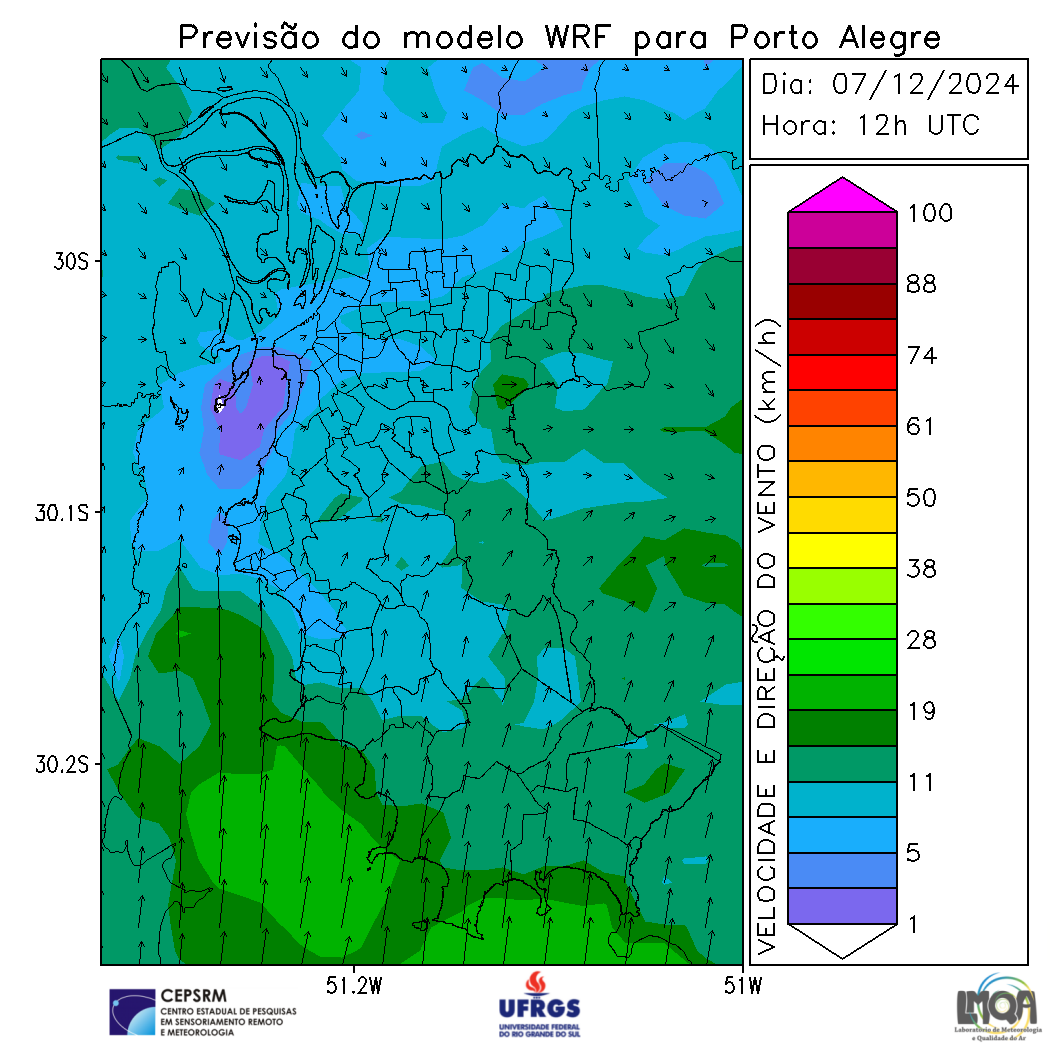 Previsão do modelo WRF para Porto Alegre
Dia: 07/12/2024
Hora: 12h UTC
30S
30.1S
30.2S
51.2W
51W
VELOCIDADE E DIREÇÃO DO VENTO (km/h)
100
88
74
61
50
38
28
19
11
5
1
CEPSRM
CENTRO ESTADUAL DE PESQUISAS
EM SENSORIAMENTO REMOTO
E METEOROLOGIA
UFRGS
UNIVERSIDADE FEDERAL
DO RIO GRANDE DO SUL
LMQA
Laboratório de Meteorologia
e Qualidade do Ar